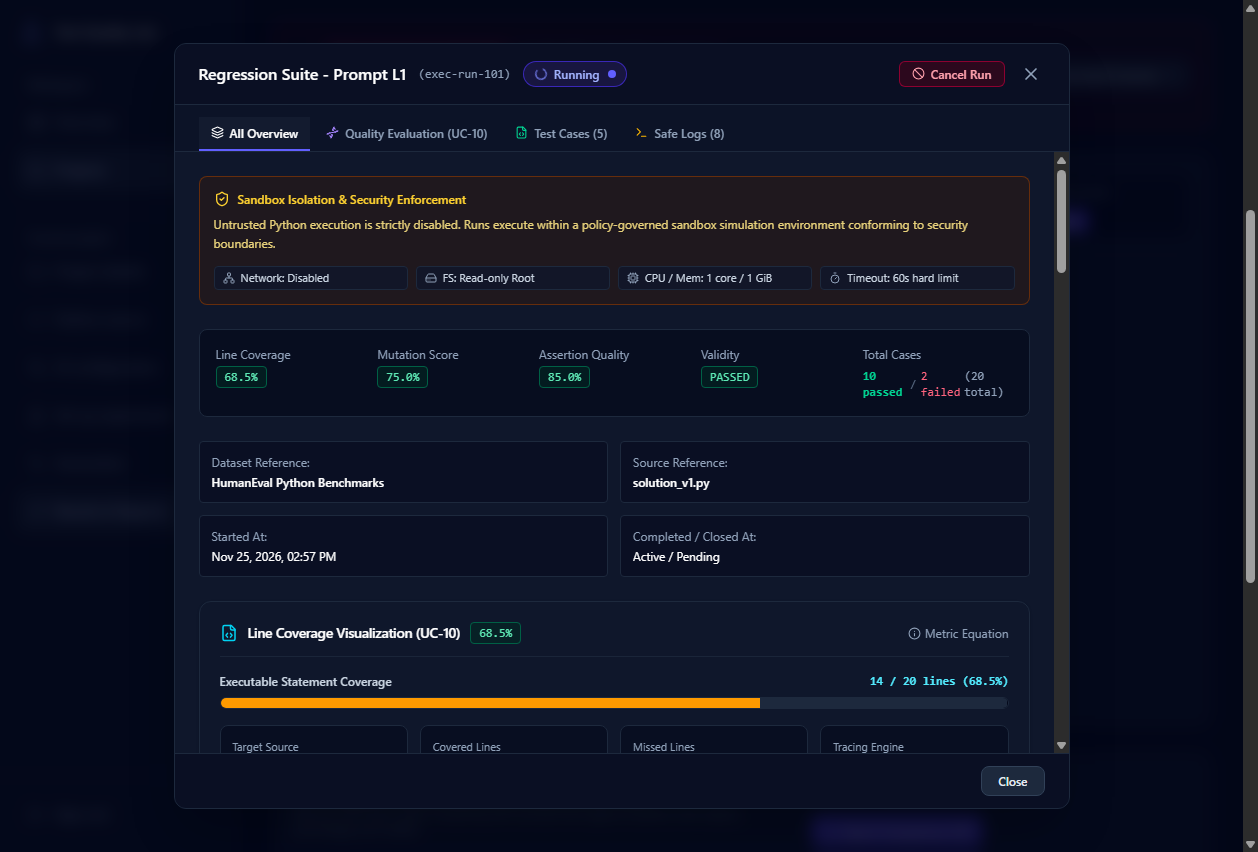 Regression Suite - Prompt L1 (exec-run-101) Running Cancel Run
All Overview Quality Evaluation (UC-10) Test Cases (5) Safe Logs (8)
Sandbox Isolation & Security Enforcement
Untrusted Python execution is strictly disabled. Runs execute within a policy-governed sandbox simulation environment conforming to security
boundaries.
Network: Disabled FS: Read-only Root CPU / Mem: 1 core / 1 GiB Timeout: 60s hard limit
Line Coverage Mutation Score Assertion Quality Validity Total Cases
68.5% 75.0% 85.0% PASSED 10 passed / 2 failed (20 total)
Dataset Reference: Source Reference:
HumanEval Python Benchmarks solution_v1.py
Started At: Completed / Closed At:
Nov 25, 2026, 02:57 PM Active / Pending
Line Coverage Visualization (UC-10) 68.5% Metric Equation
Executable Statement Coverage 14 / 20 lines (68.5%)
Target Source Covered Lines Missed Lines Tracing Engine
Close